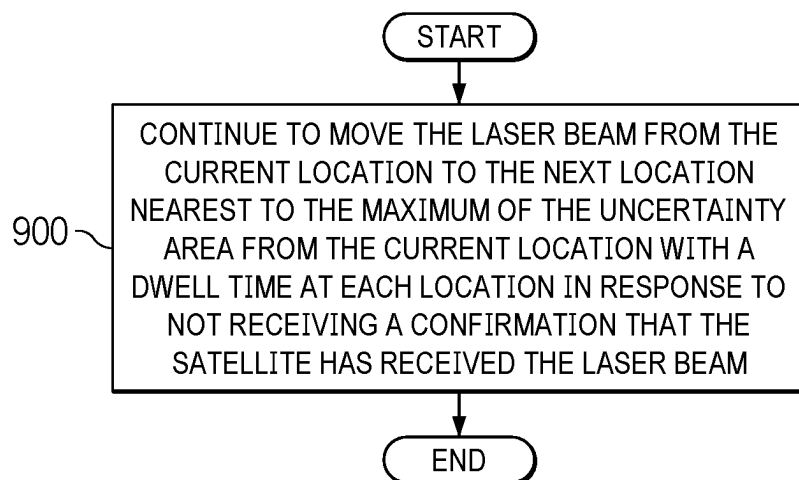 START
CONTINUE TO MOVE THE LASER BEAM FROM THE
CURRENT LOCATION TO THE NEXT LOCATION
NEAREST TO THE MAXIMUM OF THE UNCERTAINTY
AREA FROM THE CURRENT LOCATION WITH A
DWELL TIME AT EACH LOCATION IN RESPONSE TO
NOT RECEIVING A CONFIRMATION THAT THE
SATELLITE HAS RECEIVED THE LASER BEAM
900
END